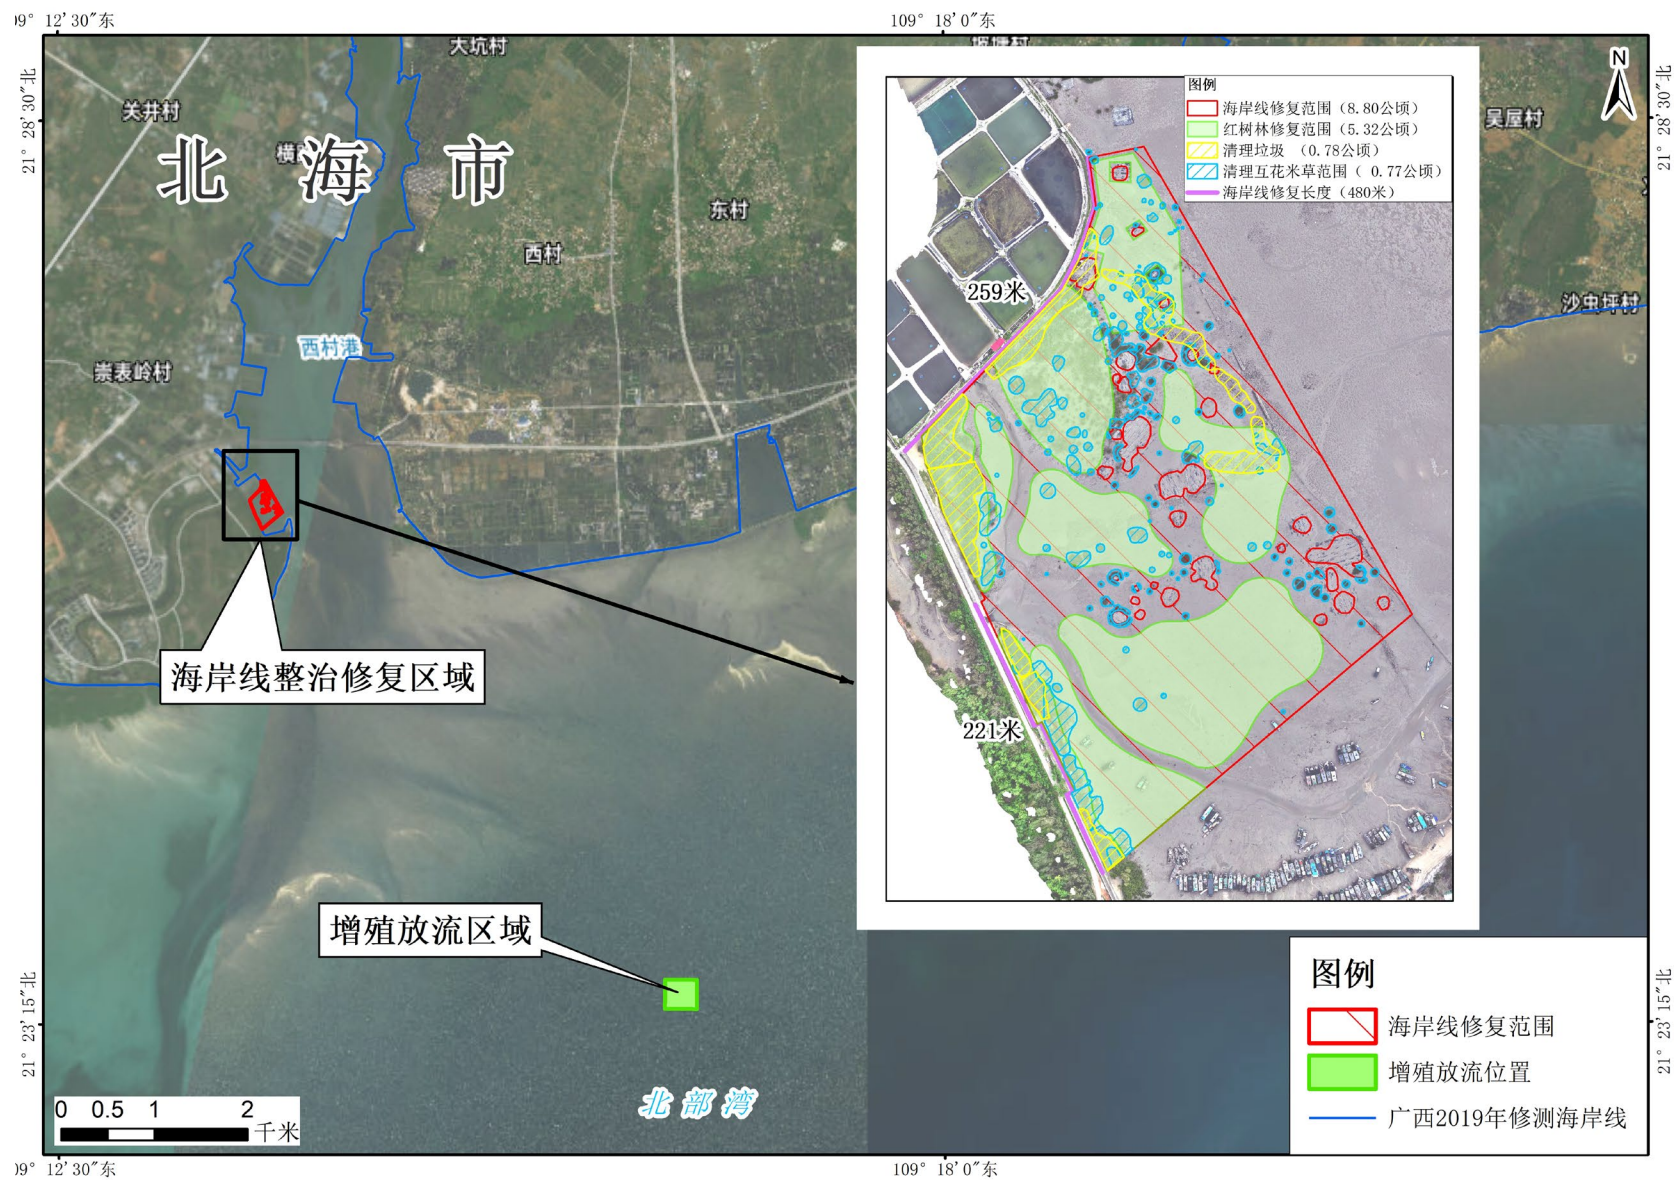 09° 12′30″东
109° 18′0″东
21° 28′30″北
21° 28′30″北
大坑村
关井村
北海市
东村
西村
西村港
崇表岭村
吴屋村
沙虫坪村
N
图例
海岸线修复范围（8.80公顷）
红树林修复范围（5.32公顷）
清理垃圾 （0.78公顷）
清理互花米草范围（ 0.77公顷）
海岸线修复长度（480米）
259米
221米
海岸线整治修复区域
增殖放流区域
北部湾
图例
海岸线修复范围
增殖放流位置
广西2019年修测海岸线
0 0.5 1 2
千米
21° 23′15″北
21° 23′15″北
09° 12′30″东
109° 18′0″东